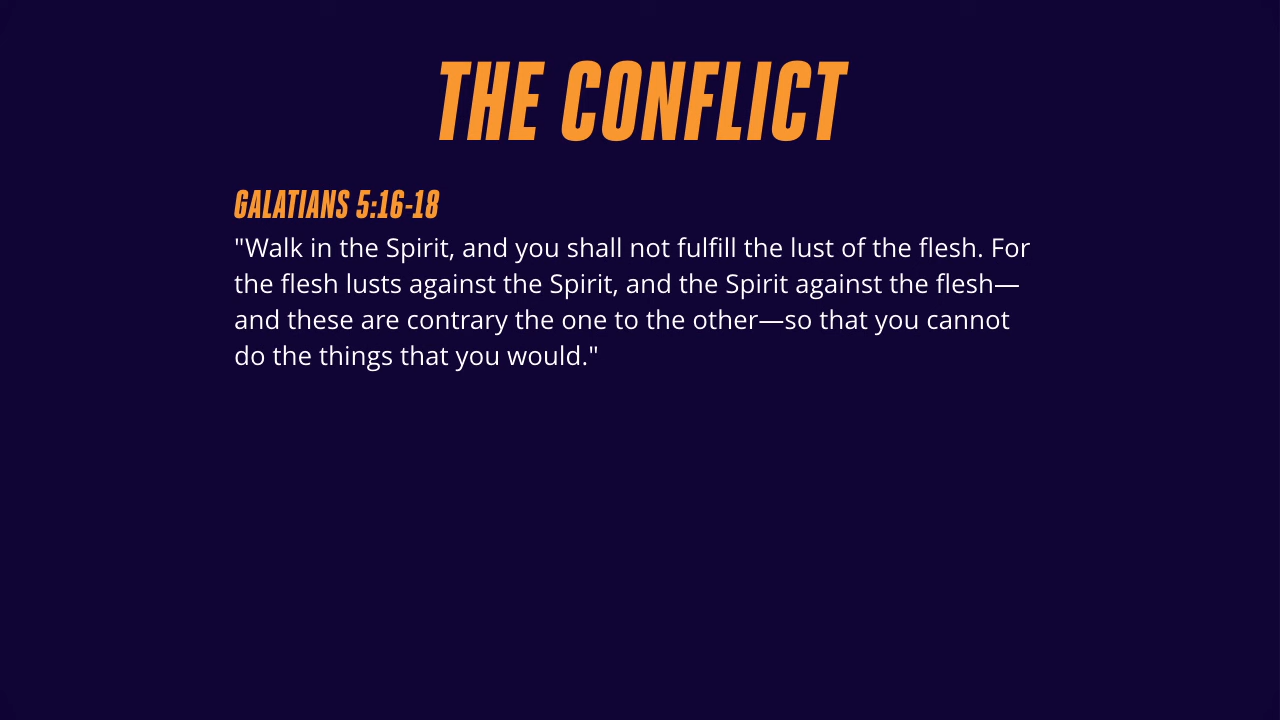 THE CONFLICT
GALATIANS 5:16-18
"Walk in the Spirit, and you shall not fulfill the lust of the flesh. For
the flesh lusts against the Spirit, and the Spirit against the flesh—
and these are contrary the one to the other—so that you cannot
do the things that you would."